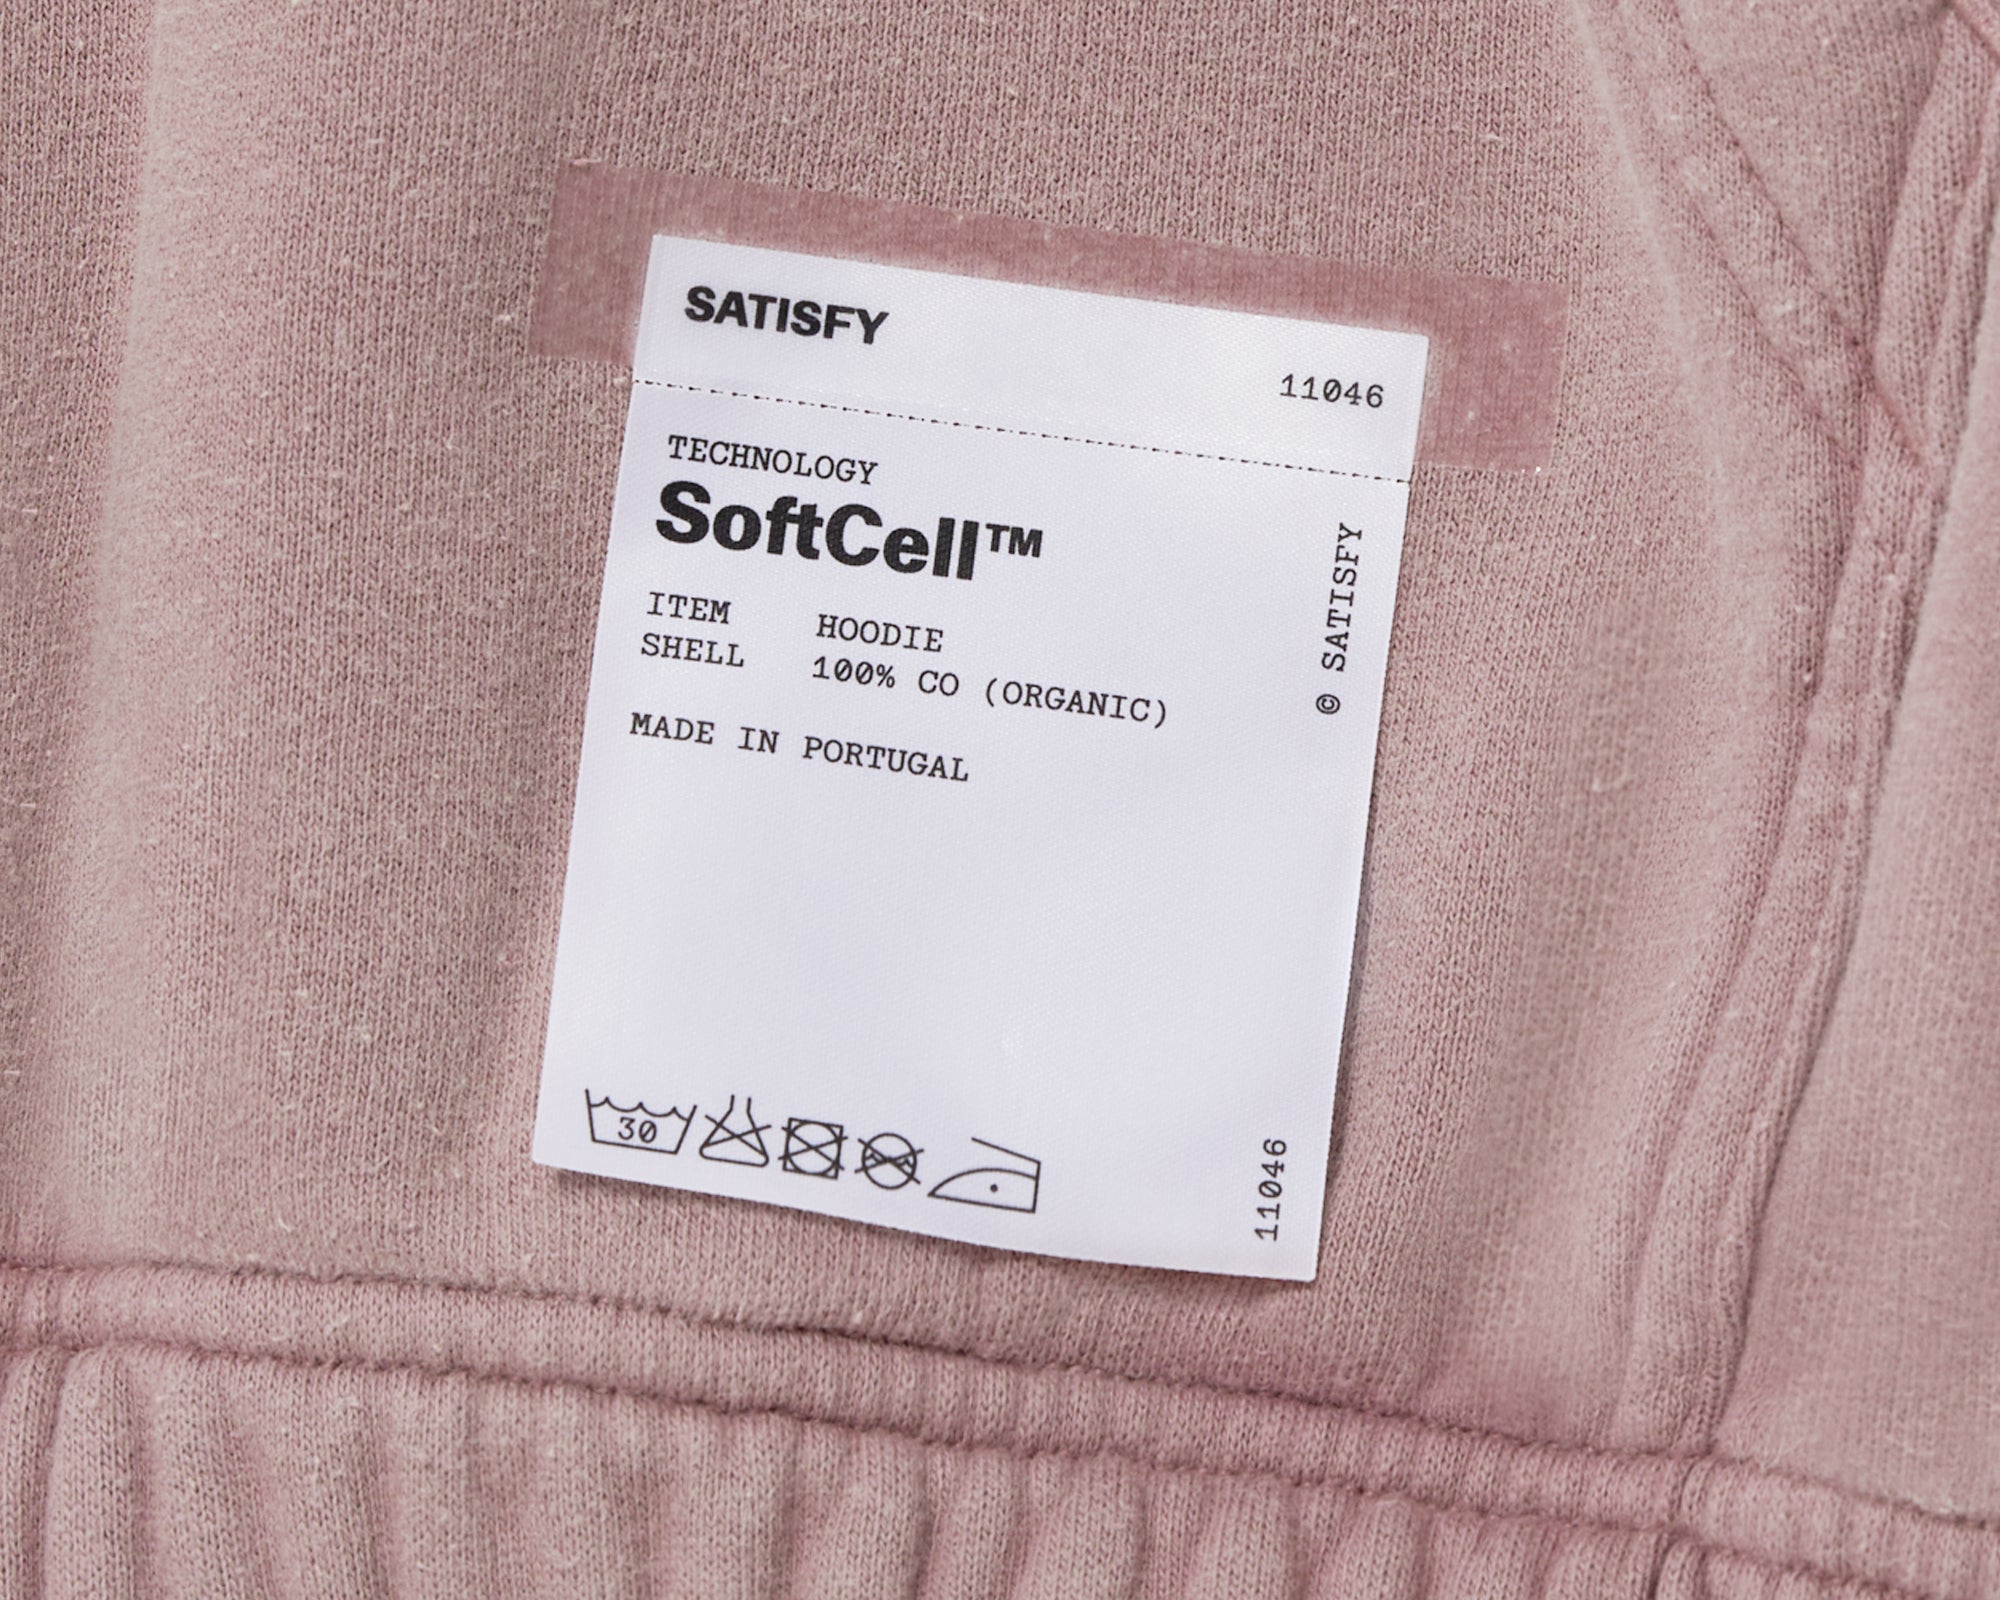 SATISFY
11046
TECHNOLOGY
SoftCell™
ITEM HOODIE
SHELL 100% CO (ORGANIC)
MADE IN PORTUGAL
© SATISFY
30
11046